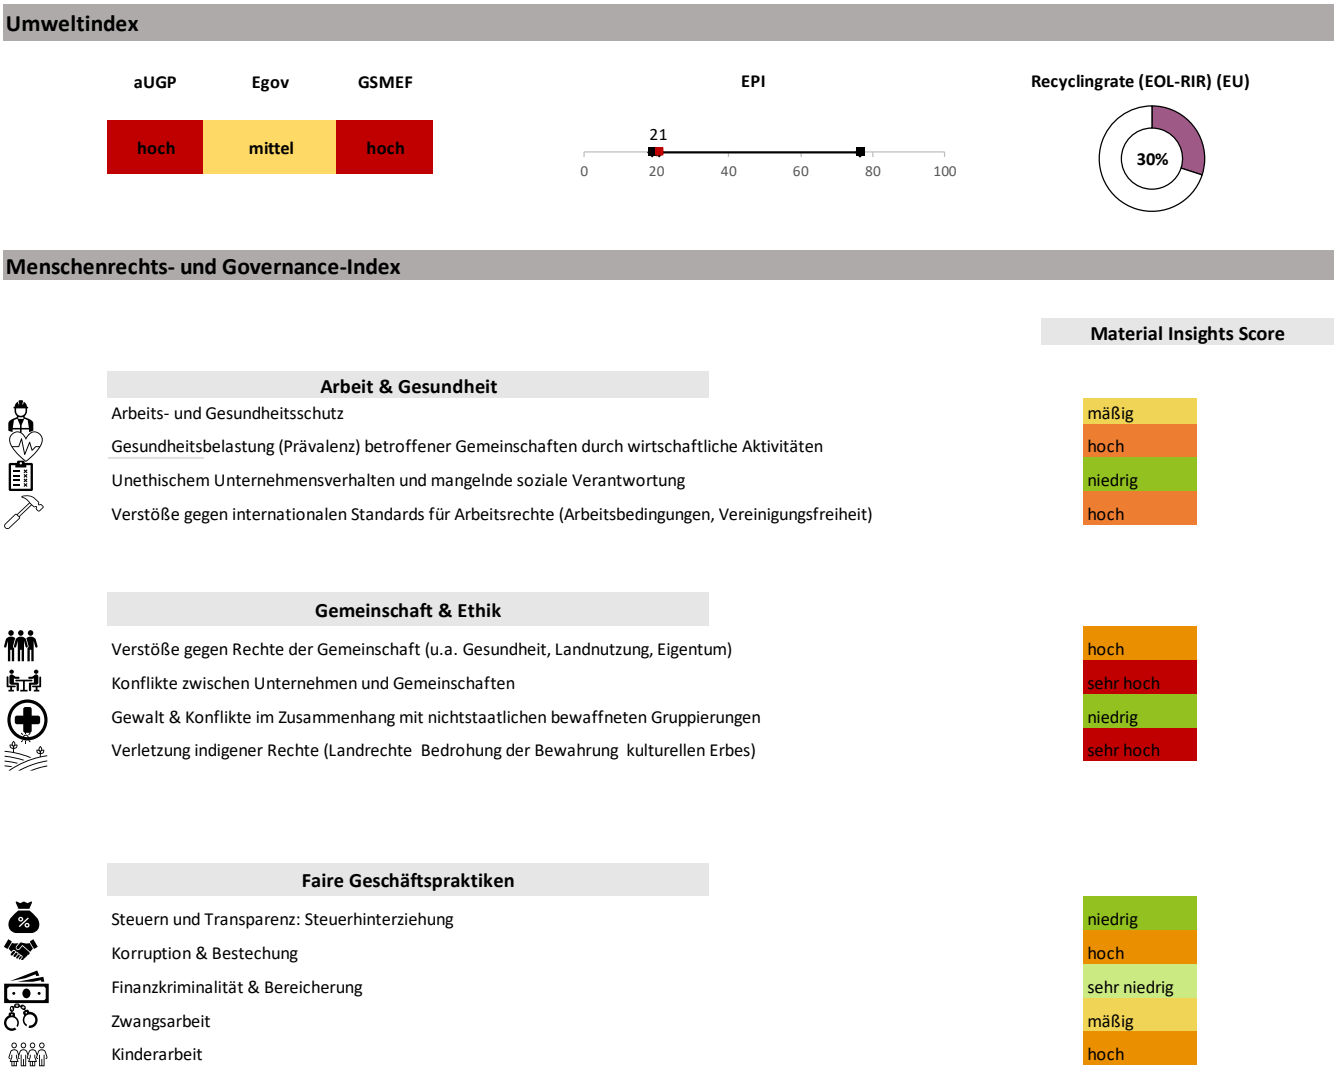 Umweltindex
aUGP Egov GSMEF EPI Recyclingrate (EOL-RIR) (EU)
hoch mittel hoch
21
0 20 40 60 80 100
30%
Menschenrechts- und Governance-Index
Material Insights Score
Arbeit & Gesundheit
Arbeits- und Gesundheitsschutz mäßig
Gesundheitsbelastung (Prävalenz) betroffener Gemeinschaften durch wirtschaftliche Aktivitäten hoch
Unethischem Unternehmensverhalten und mangelnde soziale Verantwortung niedrig
Verstöße gegen internationalen Standards für Arbeitsrechte (Arbeitsbedingungen, Vereinigungsfreiheit) hoch
Gemeinschaft & Ethik
Verstöße gegen Rechte der Gemeinschaft (u.a. Gesundheit, Landnutzung, Eigentum) hoch
Konflikte zwischen Unternehmen und Gemeinschaften sehr hoch
Gewalt & Konflikte im Zusammenhang mit nichtstaatlichen bewaffneten Gruppierungen niedrig
Verletzung indigener Rechte (Landrechte Bedrohung der Bewahrung kulturellen Erbes) sehr hoch
Faire Geschäftspraktiken
Steuern und Transparenz: Steuerhinterziehung niedrig
% Korruption & Bestechung hoch
Finanzkriminalität & Bereicherung sehr niedrig
Zwangsarbeit mäßig
Kinderarbeit hoch